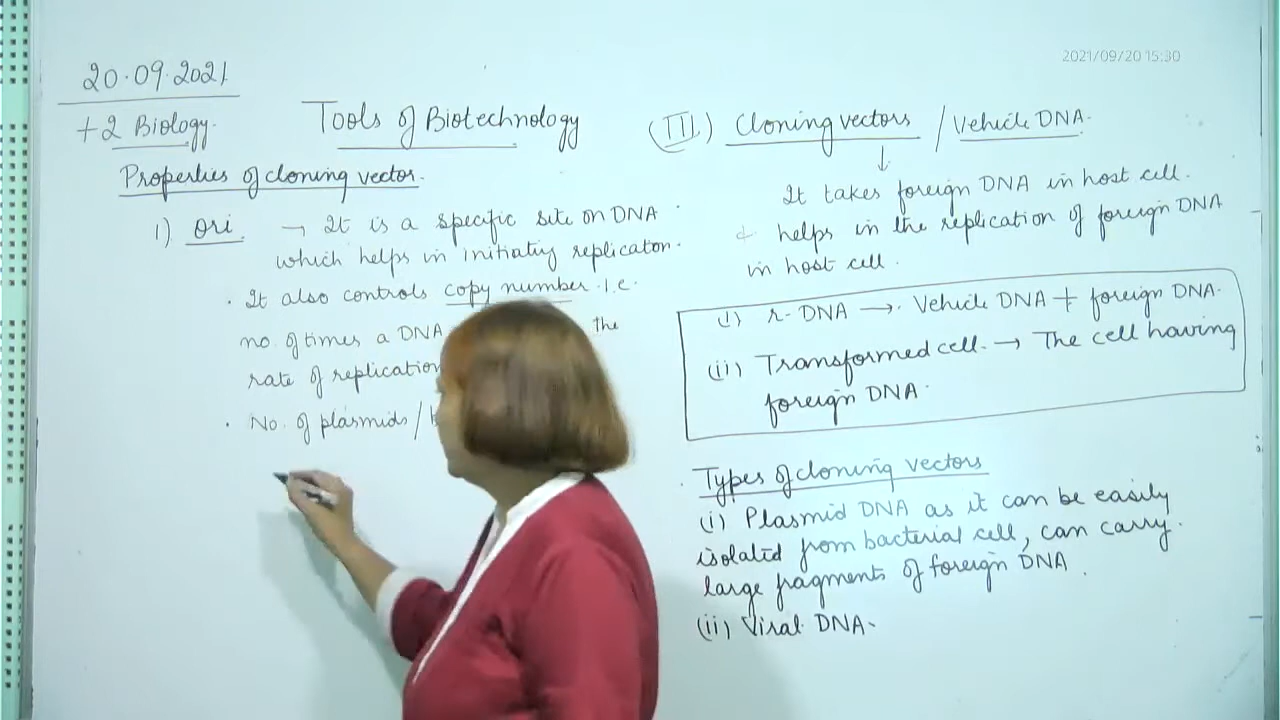 2021/09/20 15:30
20.09.2021
+2 Biology.
Tools of Biotechnology
Properties of cloning vector.
1) ori → It is a specific site on DNA
which helps in initiating replicaton.
. It also controls copy number i.e.
no. of times a DNA the
rate of replication
. No. of plasmids /
(III.) Cloning vectors / Vehicle DNA.
↓
It takes foreign DNA in host cell.
+ helps in the replication of foreign DNA
in host cell.
(i) r-DNA → Vehicle DNA + foreign DNA.
(ii) Transformed cell. → The cell having
foreign DNA.
Types of cloning vectors
(i) Plasmid DNA as it can be easily
isolated from bacterial cell, can carry.
large fragments of foreign DNA.
(ii) Viral DNA.